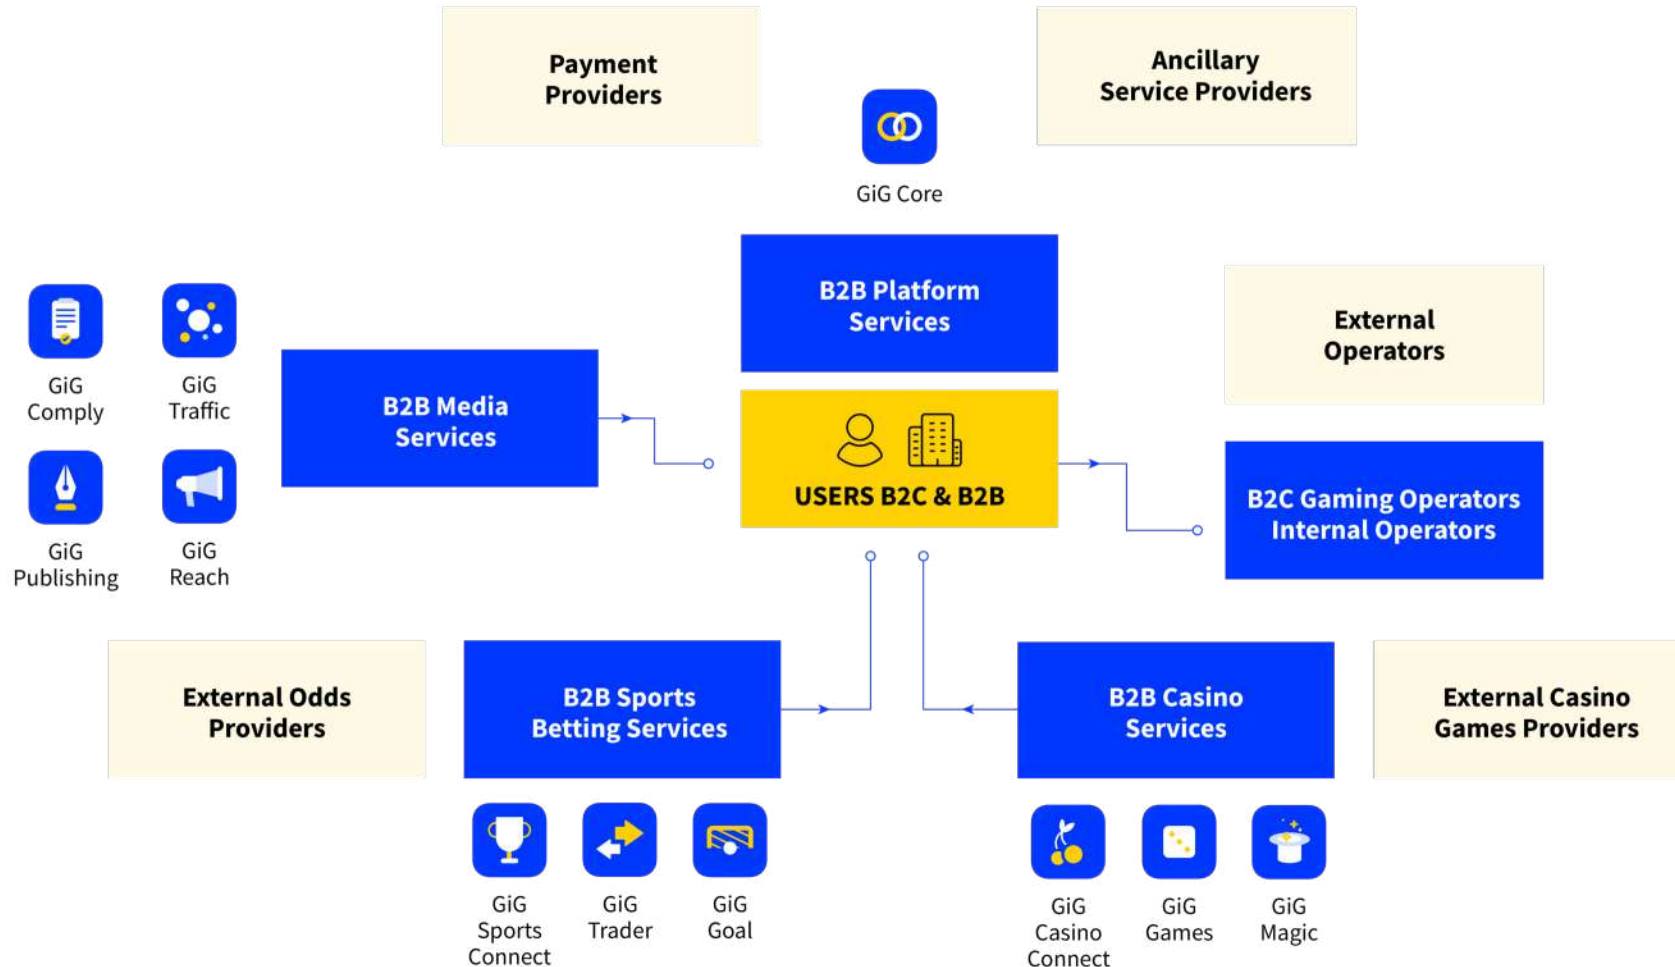 Payment
Providers
Ancillary
Service Providers
GiG Core
B2B Platform
Services
External
Operators
GiG
Comply
GiG
Traffic
B2B Media
Services
USERS B2C & B2B
B2C Gaming Operators
Internal Operators
GiG
Publishing
GiG
Reach
External Odds
Providers
B2B Sports
Betting Services
B2B Casino
Services
External Casino
Games Providers
GiG
Sports
Connect
GiG
Trader
GiG
Goal
GiG
Casino
Connect
GiG
Games
GiG
Magic